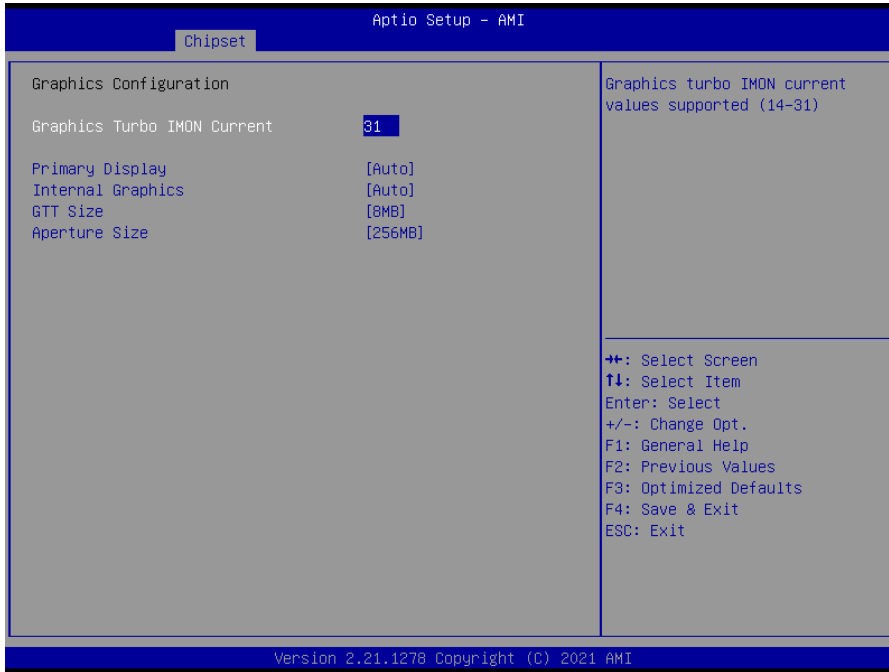 Aptio Setup – AMI
Chipset
Graphics Configuration
Graphics Turbo IMON Current 31
Primary Display [Auto]
Internal Graphics [Auto]
GTT Size [8MB]
Aperture Size [256MB]
Graphics turbo IMON current
values supported (14-31)
→←: Select Screen
↑↓: Select Item
Enter: Select
+/-: Change Opt.
F1: General Help
F2: Previous Values
F3: Optimized Defaults
F4: Save & Exit
ESC: Exit
Version 2.21.1278 Copyright (C) 2021 AMI